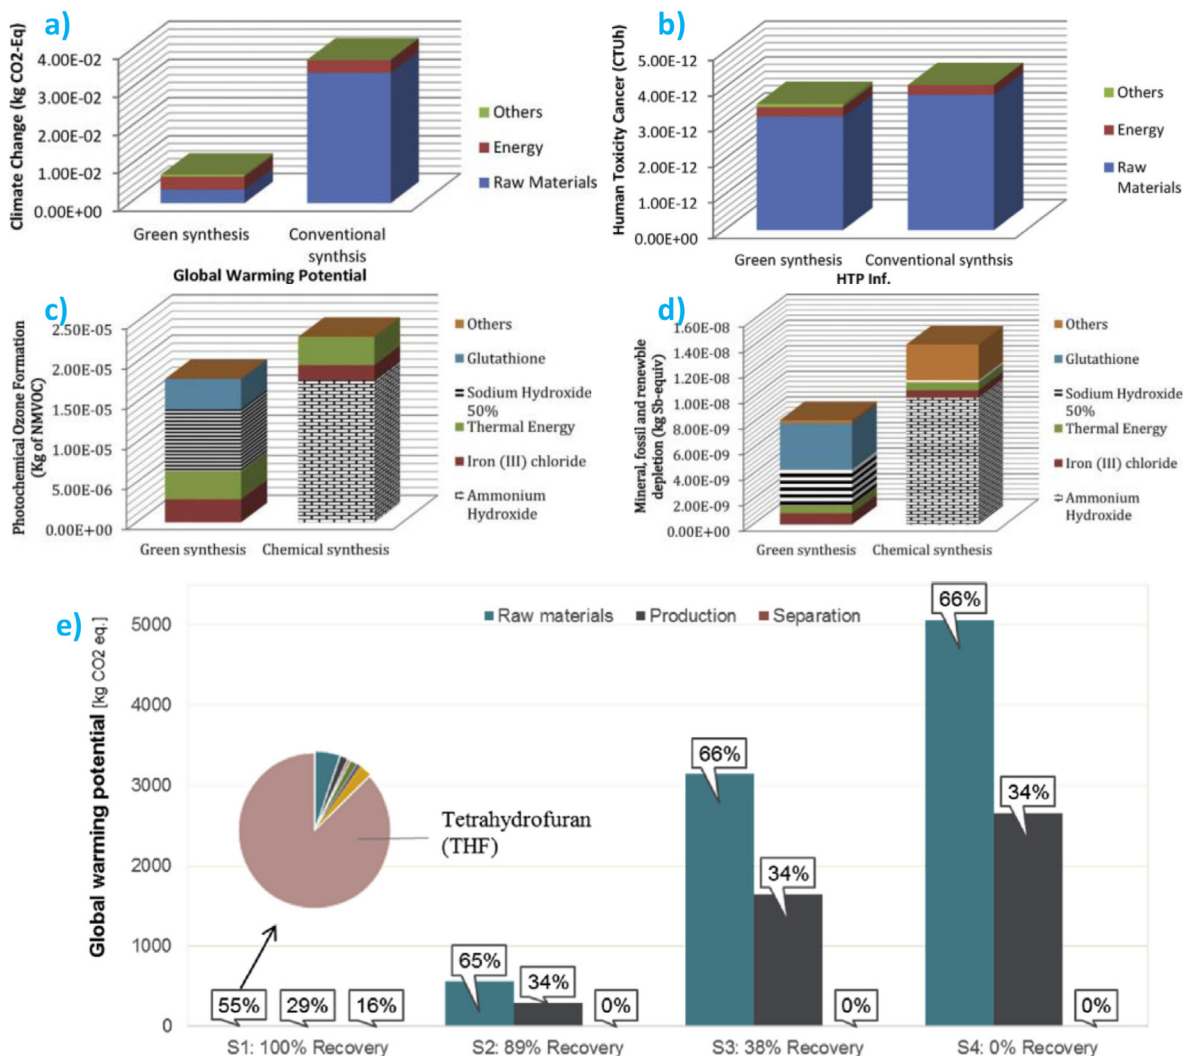 a)
Climate Change (kg CO2-Eq)
4.00E-02
3.00E-02
2.00E-02
1.00E-02
0.00E+00
Others
Energy
Raw Materials
Green synthesis
Conventional
synthsis
Global Warming Potential
b)
Human Toxicity Cancer (CTUh)
5.00E-12
4.00E-12
3.00E-12
2.00E-12
1.00E-12
0.00E+00
Others
Energy
Raw
Materials
Green synthesis
Conventional synthsis
HTP Inf.
c)
Photochemical Ozone Formation
(Kg of NMVOC)
2.50E-05
2.00E-05
1.50E-05
1.00E-05
5.00E-06
0.00E+00
Others
Glutathione
Sodium Hydroxide
50%
Thermal Energy
Iron (III) chloride
Ammonium
Hydroxide
Green synthesis
Chemical synthesis
d)
Mineral, fossil and renewble
depletion (kg Sb-equiv)
1.60E-08
1.40E-08
1.20E-08
1.00E-08
8.00E-09
6.00E-09
4.00E-09
2.00E-09
0.00E+00
Others
Glutathione
Sodium Hydroxide
50%
Thermal Energy
Iron (III) chloride
Ammonium
Hydroxide
Green synthesis
Chemical synthesis
e)
Global warming potential [kg CO2 eq.]
Raw materials
Production
Separation
5000
4000
3000
2000
1000
0
Tetrahydrofuran
(THF)
55%
29%
16%
65%
34%
0%
66%
34%
0%
66%
34%
0%
S1: 100% Recovery
S2: 89% Recovery
S3: 38% Recovery
S4: 0% Recovery